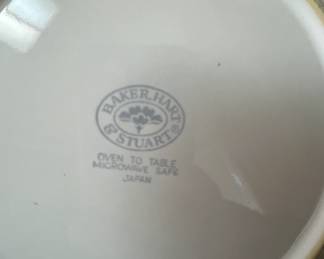 BAKER, HART
& STUART®
OVEN TO TABLE
MICROWAVE SAFE
JAPAN